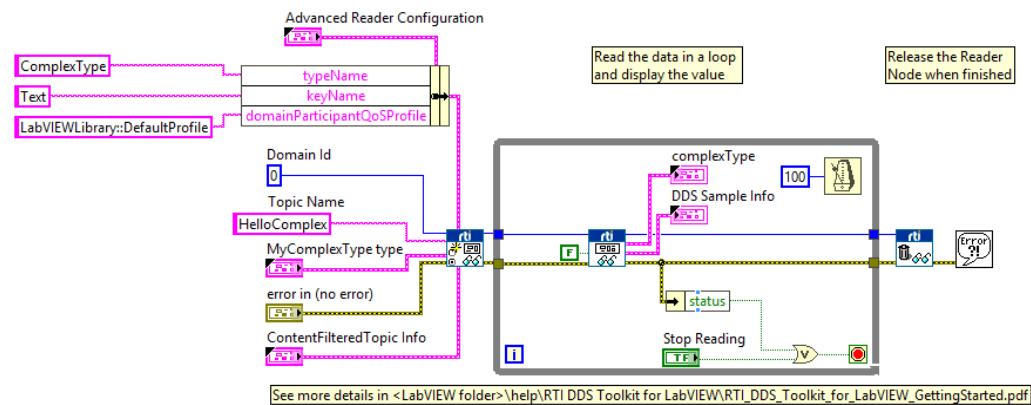 Advanced Reader Configuration
ComplexType
typeName
Text
keyName
LabVIEWLibrary::DefaultProfile
domainParticipantQoSProfile
Read the data in a loop
and display the value
Release the Reader
Node when finished
Domain Id
0
Topic Name
HelloComplex
MyComplexType type
error in (no error)
ContentFilteredTopic Info
rti
complexType
DDS Sample Info
100
F
rti
rti
Error
?!
status
Stop Reading
TF
V
i
See more details in <LabVIEW folder>\help\RTI DDS Toolkit for LabVIEW\RTI_DDS_Toolkit_for_LabVIEW_GettingStarted.pdf